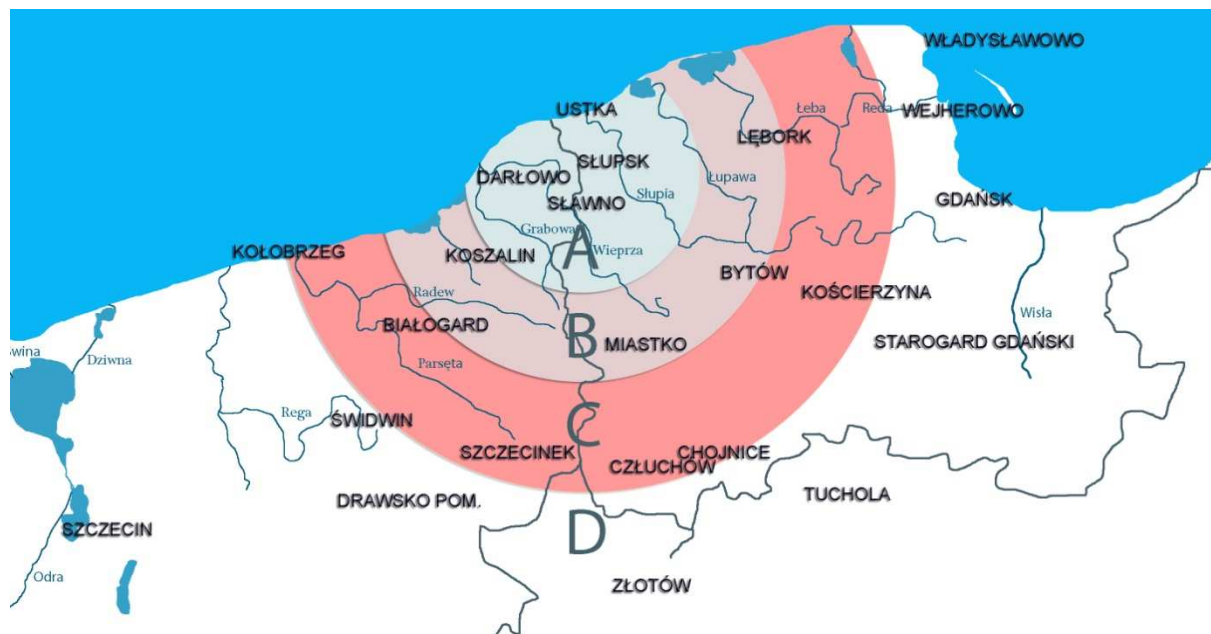 WŁADYSŁAWOWO
USTKA
Łeba
Reda
WEJHEROWO
LĘBORK
SŁUPSK
DARŁOWO
Łupawa
Słupia
SŁAWNO
GDAŃSK
Grabowa
A
Wieprza
KOŁOBRZEG
KOSZALIN
BYTÓW
Radew
KOŚCIERZYNA
Wisła
BIAŁOGARD
B
MIASTKO
STAROGARD GDAŃSKI
Świna
Dziwna
Parsęta
Rega
ŚWIDWIN
C
SZCZECINEK
CHOJNICE
CZŁUCHÓW
DRAWSKO POM.
TUCHOLA
SZCZECIN
D
Odra
ZŁOTÓW